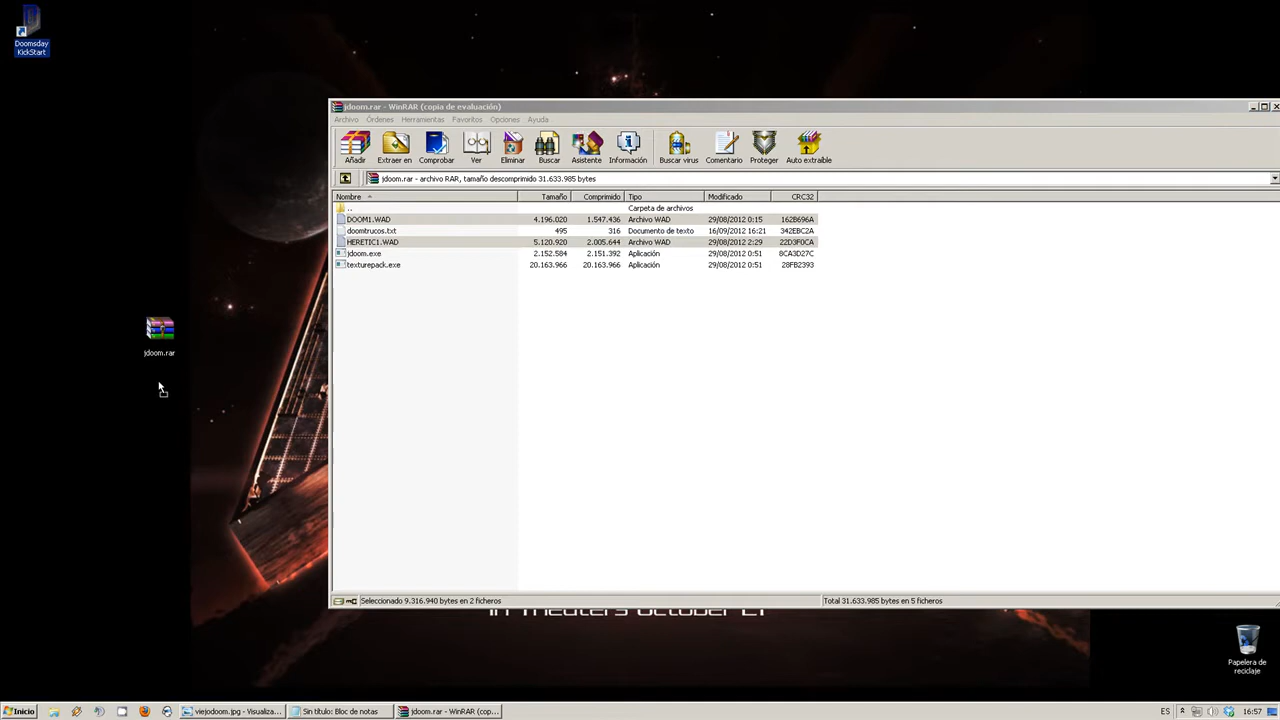 Doomsday
KickStart
jdoom.rar - WinRAR (copia de evaluación)
Archivo Órdenes Herramientas Favoritos Opciones Ayuda
Añadir Extraer en Comprobar Ver Eliminar Buscar Asistente Información Buscar virus Comentario Proteger Auto extraíble
jdoom.rar - archivo RAR, tamaño descomprimido 31.633.985 bytes
Nombre Tamaño Comprimido Tipo Modificado CRC32
.. Carpeta de archivos
DOOM1.WAD 4.196.020 1.547.436 Archivo WAD 29/08/2012 0:15 162B696A
doomtrucos.txt 495 316 Documento de texto 16/09/2012 16:21 342EBC2A
HERETIC1.WAD 5.120.920 2.005.644 Archivo WAD 29/08/2012 2:29 22D3F0CA
jdoom.exe 2.152.584 2.151.392 Aplicación 29/08/2012 0:51 8CA3D27C
texturepack.exe 20.163.966 20.163.966 Aplicación 29/08/2012 0:51 28FB2393
jdoom.rar
Seleccionado 9.316.940 bytes en 2 ficheros Total 31.633.985 bytes en 5 ficheros
Papelera de
reciclaje
Inicio viejodoom.jpg - Visualiza... Sin título: Bloc de notas jdoom.rar - WinRAR (cop... ES 16:57